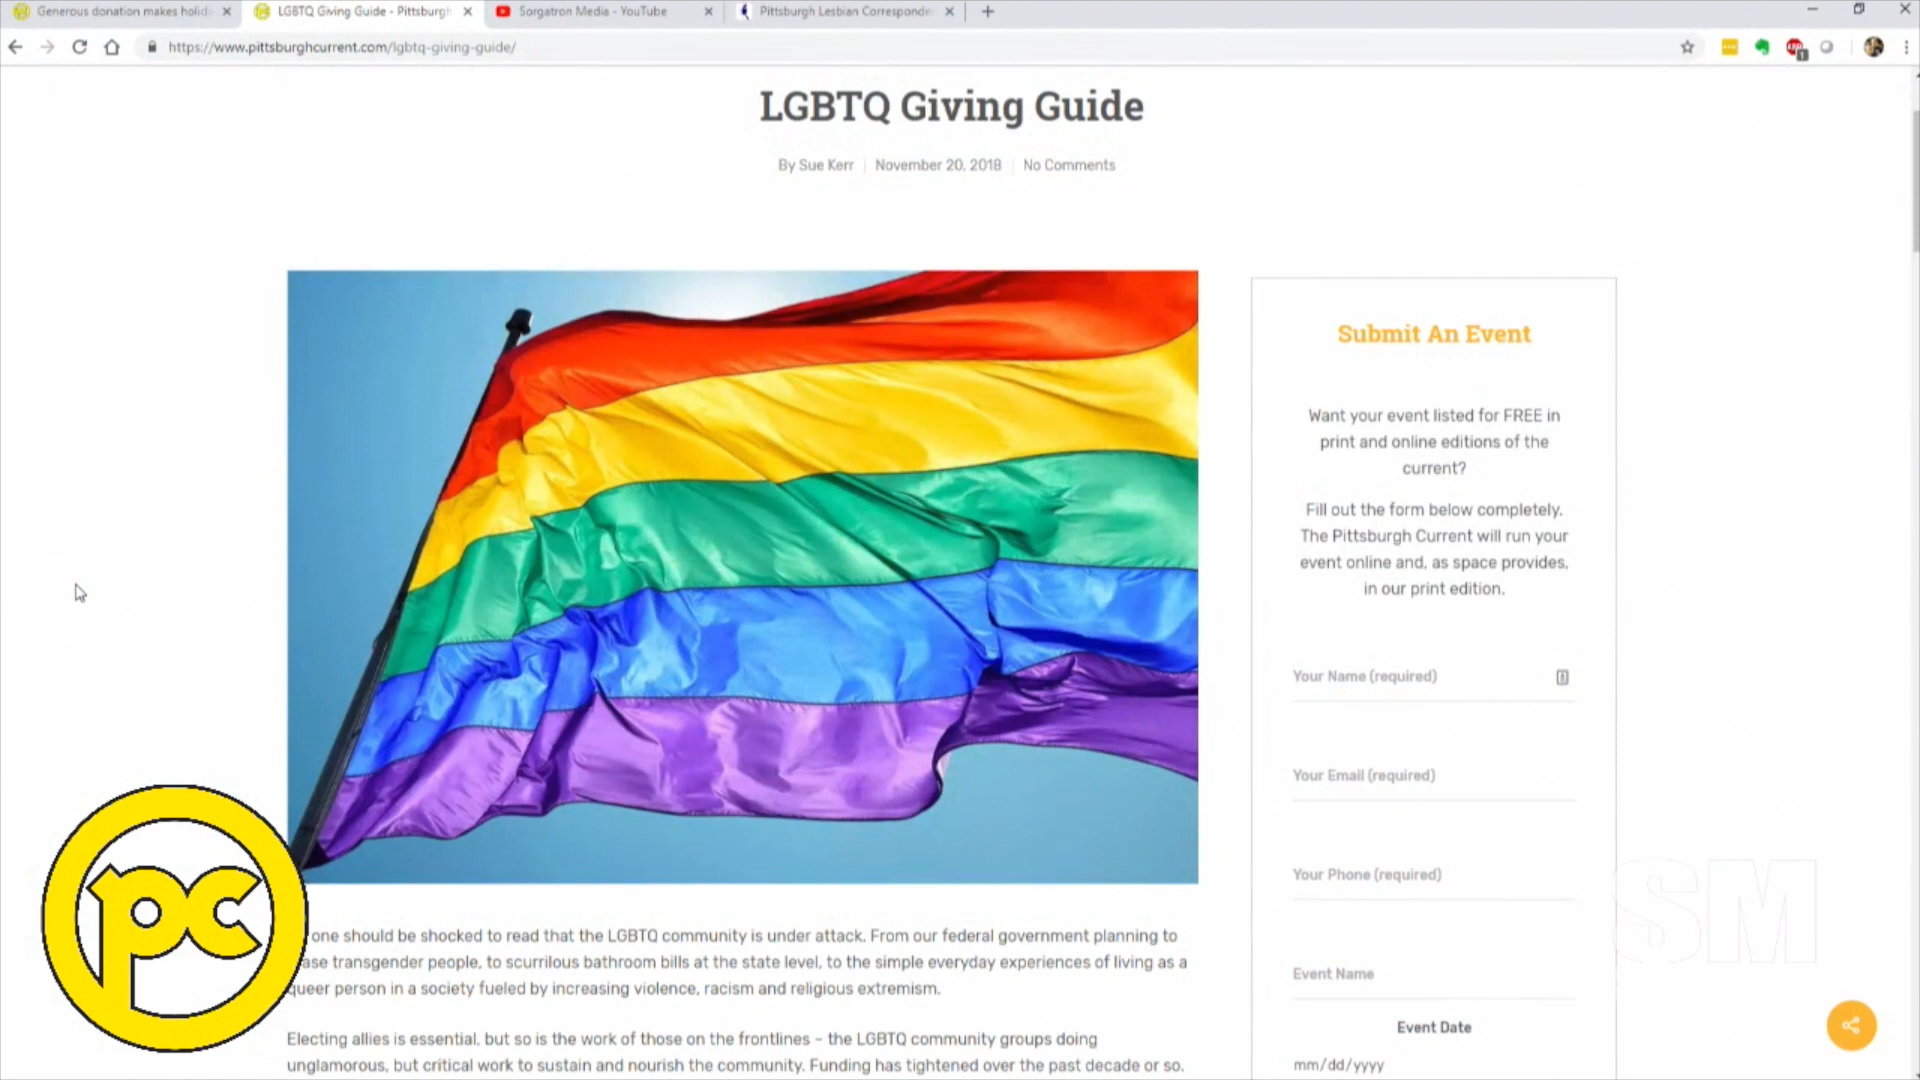 Generous donation makes holid
LGBTQ Giving Guide - Pittsburgh
Sorgatron Media - YouTube
Pittsburgh Lesbian Corresponde
https://www.pittsburghcurrent.com/lgbtq-giving-guide/
LGBTQ Giving Guide
By Sue Kerr
November 20, 2018
No Comments
Submit An Event
Want your event listed for FREE in
print and online editions of the
current?
Fill out the form below completely.
The Pittsburgh Current will run your
event online and, as space provides,
in our print edition.
Your Name (required)
Your Email (required)
Your Phone (required)
Event Name
Event Date
mm/dd/yyyy
one should be shocked to read that the LGBTQ community is under attack. From our federal government planning to
ase transgender people, to scurrilous bathroom bills at the state level, to the simple everyday experiences of living as a
queer person in a society fueled by increasing violence, racism and religious extremism.
Electing allies is essential, but so is the work of those on the frontlines – the LGBTQ community groups doing
unglamorous, but critical work to sustain and nourish the community. Funding has tightened over the past decade or so.
pc
SM